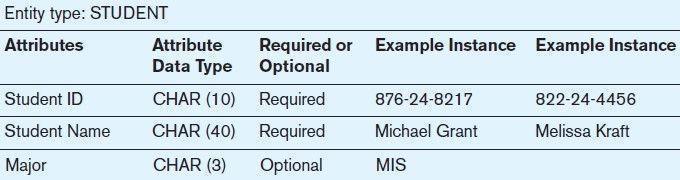 Entity type: STUDENT
Attributes Attribute Data Type Required or Optional Example Instance Example Instance
Student ID CHAR (10) Required 876-24-8217 822-24-4456
Student Name CHAR (40) Required Michael Grant Melissa Kraft
Major CHAR (3) Optional MIS